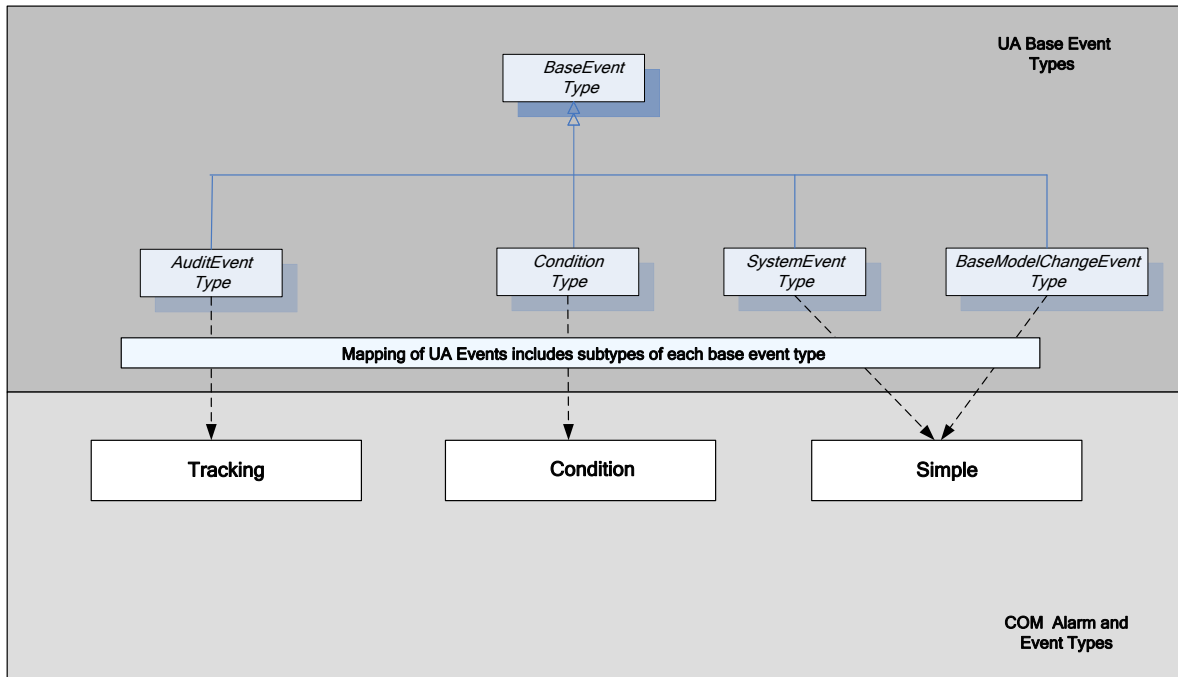 UA Base Event
Types
BaseEvent
Type
AuditEvent
Type
Condition
Type
SystemEvent
Type
BaseModelChangeEvent
Type
Mapping of UA Events includes subtypes of each base event type
Tracking
Condition
Simple
COM Alarm and
Event Types